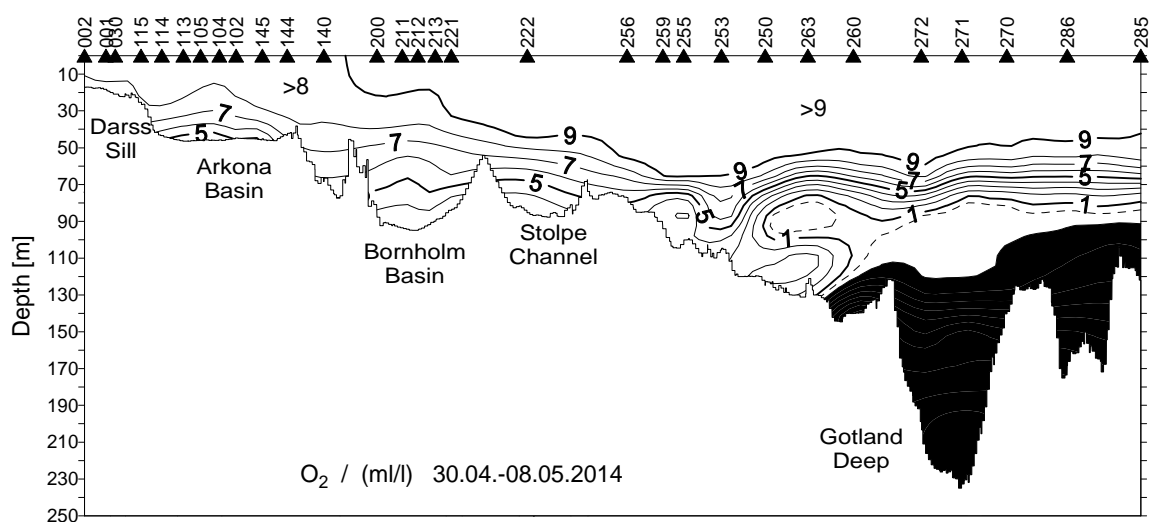 002 001 030 115 114 113 105 104 102 145 144 140 200 211 212 213 221 222 256 259 255 253 250 263 260 272 271 270 286 285
10
30
50
70
90
110
130
150
170
190
210
230
250
Depth [m]
>8
>9
Darss
Sill
7
5
Arkona
Basin
7
Bornholm
Basin
9
7
5
Stolpe
Channel
9
7
5
1
9
7
5
1
9
7
5
1
Gotland
Deep
O₂ / (ml/l) 30.04.-08.05.2014